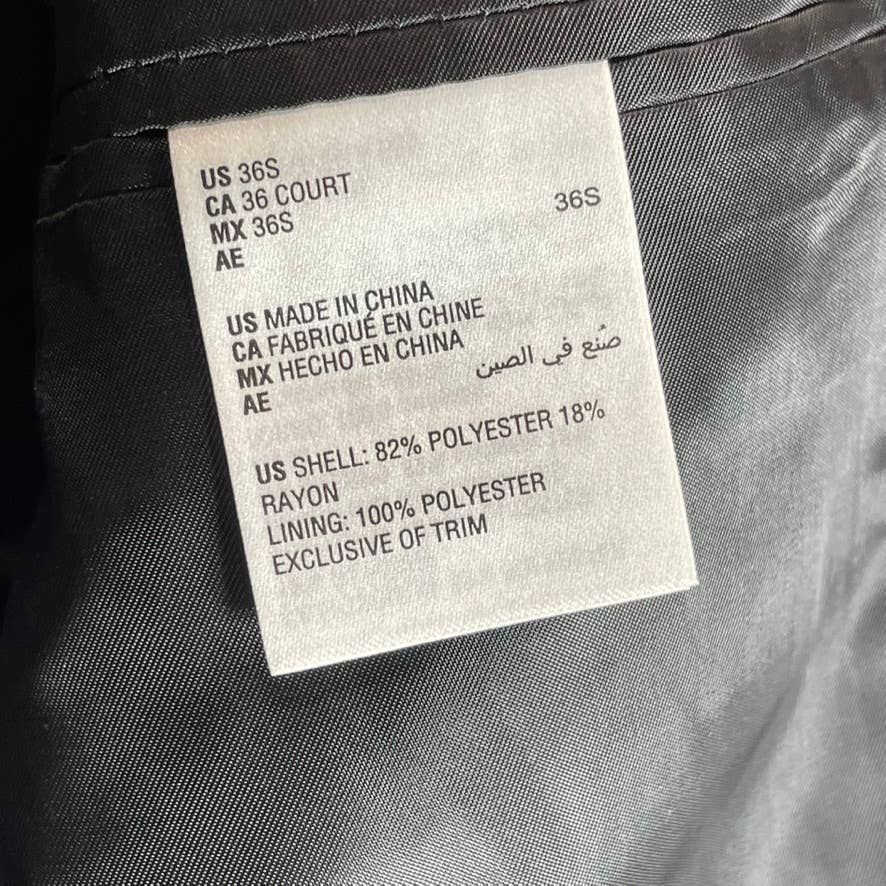 US 36S
CA 36 COURT
MX 36S
AE 36S
US MADE IN CHINA
CA FABRIQUÉ EN CHINE
MX HECHO EN CHINA
AE صُنع في الصين
US SHELL: 82% POLYESTER 18%
RAYON
LINING: 100% POLYESTER
EXCLUSIVE OF TRIM